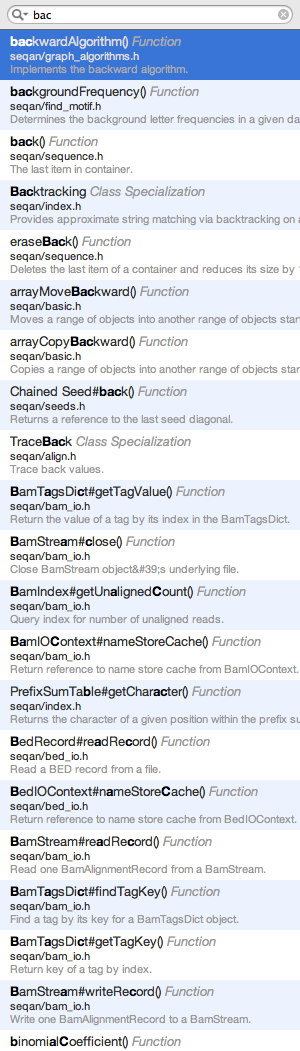 bac
backwardAlgorithm() Function
seqan/graph_algorithms.h
Implements the backward algorithm.
backgroundFrequency() Function
seqan/find_motif.h
Determines the background letter frequencies in a given da
back() Function
seqan/sequence.h
The last item in container.
Backtracking Class Specialization
seqan/index.h
Provides approximate string matching via backtracking on a
eraseBack() Function
seqan/sequence.h
Deletes the last item of a container and reduces its size by
arrayMoveBackward() Function
seqan/basic.h
Moves a range of objects into another range of objects star
arrayCopyBackward() Function
seqan/basic.h
Copies a range of objects into another range of objects star
Chained Seed#back() Function
seqan/seeds.h
Returns a reference to the last seed diagonal.
TraceBack Class Specialization
seqan/align.h
Trace back values.
BamTagsDict#getTagValue() Function
seqan/bam_io.h
Return the value of a tag by its index in the BamTagsDict.
BamStream#close() Function
seqan/bam_io.h
Close BamStream object&#39;s underlying file.
BamIndex#getUnalignedCount() Function
seqan/bam_io.h
Query index for number of unaligned reads.
BamIOContext#nameStoreCache() Function
seqan/bam_io.h
Return reference to name store cache from BamIOContext.
PrefixSumTable#getCharacter() Function
seqan/index.h
Returns the character of a given position within the prefix su
BedRecord#readRecord() Function
seqan/bed_io.h
Read a BED record from a file.
BedIOContext#nameStoreCache() Function
seqan/bed_io.h
Return reference to name store cache from BedIOContext.
BamStream#readRecord() Function
seqan/bam_io.h
Read one BamAlignmentRecord from a BamStream.
BamTagsDict#findTagKey() Function
seqan/bam_io.h
Find a tag by its key for a BamTagsDict object.
BamTagsDict#getTagKey() Function
seqan/bam_io.h
Return key of a tag by index.
BamStream#writeRecord() Function
seqan/bam_io.h
Write one BamAlignmentRecord to a BamStream.
binomialCoefficient() Function